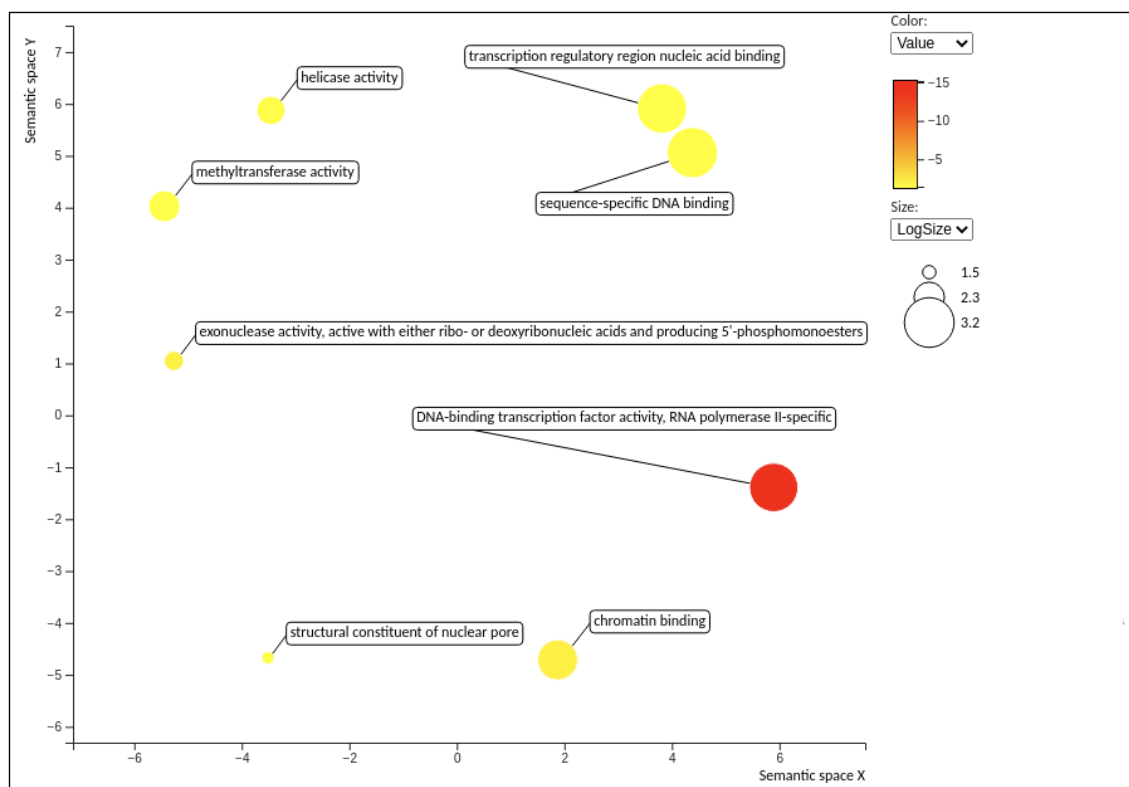 Semantic space Y
7
6
5
4
3
2
1
0
−1
−2
−3
−4
−5
−6
−6
−4
−2
0
2
4
6
Semantic space X
transcription regulatory region nucleic acid binding
helicase activity
methyltransferase activity
sequence-specific DNA binding
exonuclease activity, active with either ribo- or deoxyribonucleic acids and producing 5'-phosphomonoesters
DNA-binding transcription factor activity, RNA polymerase II-specific
chromatin binding
structural constituent of nuclear pore
Color:
Value
−15
−10
−5
Size:
LogSize
1.5
2.3
3.2